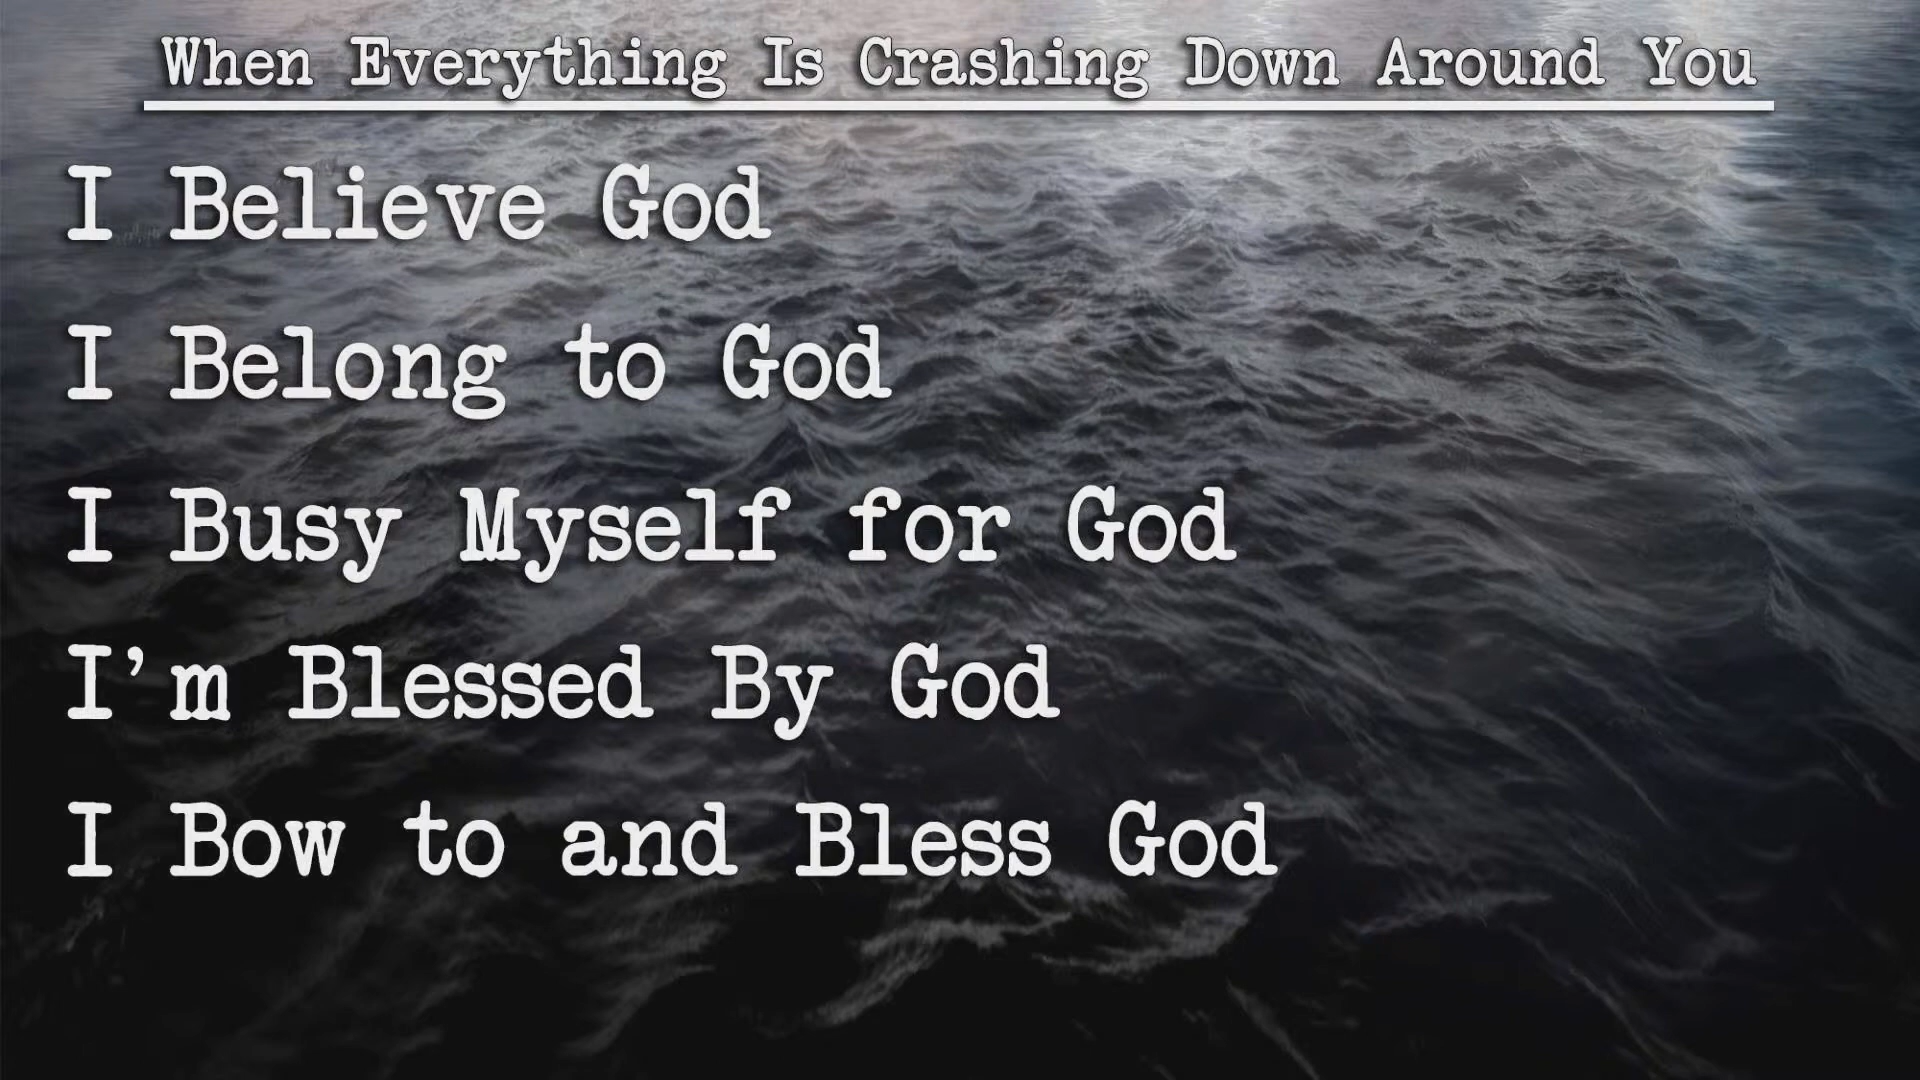 When Everything Is Crashing Down Around You
I Believe God
I Belong to God
I Busy Myself for God
I'm Blessed By God
I Bow to and Bless God